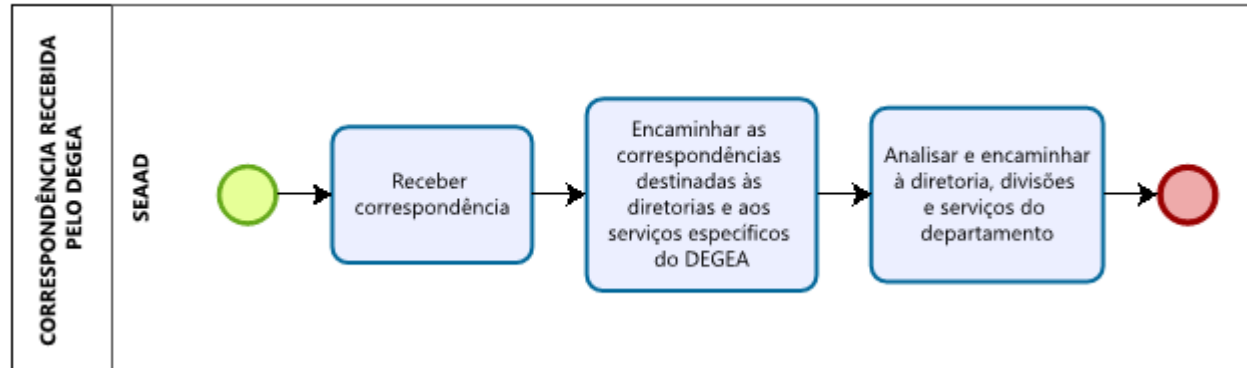 CORRESPONDÊNCIA RECEBIDA
PELO DEGEA
SEAAD
Receber
correspondência
Encaminhar as
correspondências
destinadas às
diretorias e aos
serviços específicos
do DEGEA
Analisar e encaminhar
à diretoria, divisões
e serviços do
departamento